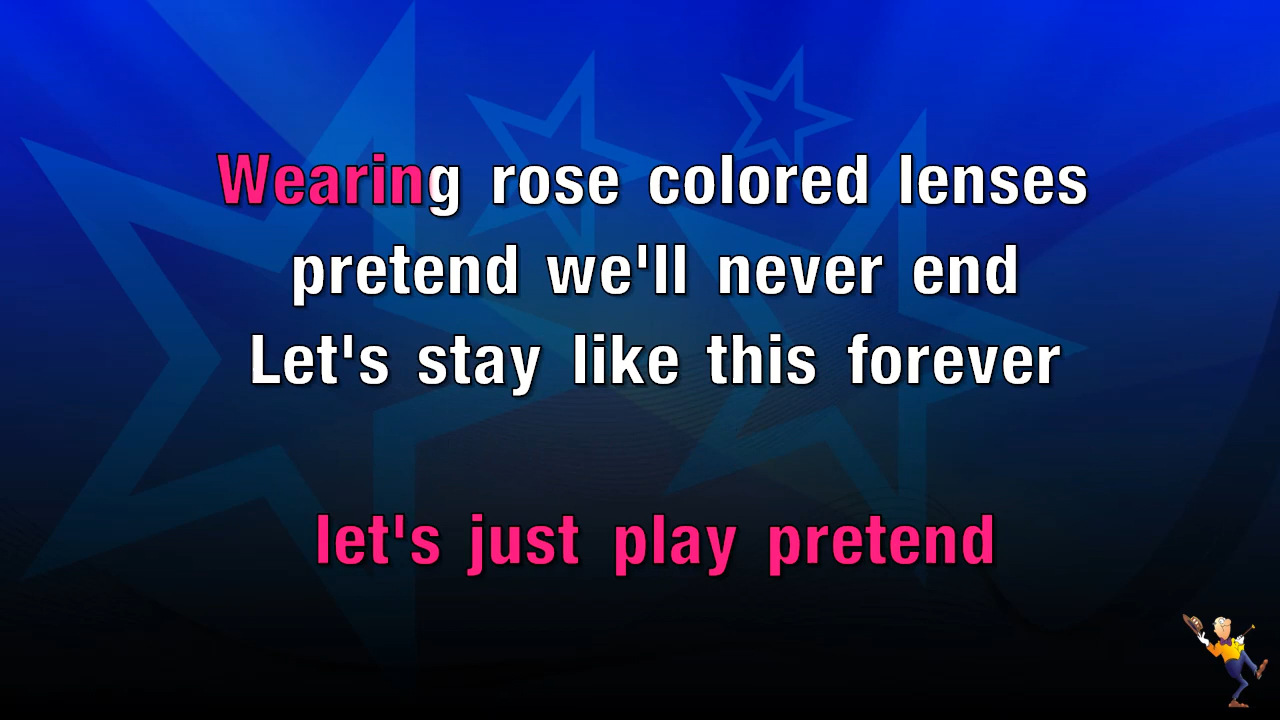 Wearing rose colored lenses
pretend we'll never end
Let's stay like this forever
let's just play pretend